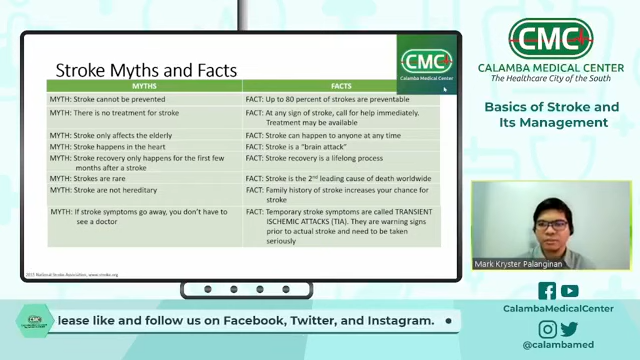 Stroke Myths and Facts
CMC
Calamba Medical Center
MYTHS
FACTS
MYTH: Stroke cannot be prevented
FACT: Up to 80 percent of strokes are preventable
MYTH: There is no treatment for stroke
FACT: At any sign of stroke, call for help immediately.
Treatment may be available
MYTH: Stroke only affects the elderly
FACT: Stroke can happen to anyone at any time
MYTH: Stroke happens in the heart
FACT: Stroke is a "brain attack"
MYTH: Stroke recovery only happens for the first few
months after a stroke
FACT: Stroke recovery is a lifelong process
MYTH: Strokes are rare
FACT: Stroke is the 2nd leading cause of death worldwide
MYTH: Stroke are not hereditary
FACT: Family history of stroke increases your chance for
stroke
MYTH: If stroke symptoms go away, you don't have to
see a doctor
FACT: Temporary stroke symptoms are called TRANSIENT
ISCHEMIC ATTACKS (TIA). They are warning signs
prior to actual stroke and need to be taken
seriously
National Stroke Association, www.stroke.org
CMC
CALAMBA MEDICAL CENTER
The Healthcare City of the South
Basics of Stroke and
Its Management
Mark Kryster Palanginan
CalambaMedicalCenter
@calambamed
CMC
lease like and follow us on Facebook, Twitter, and Instagram.